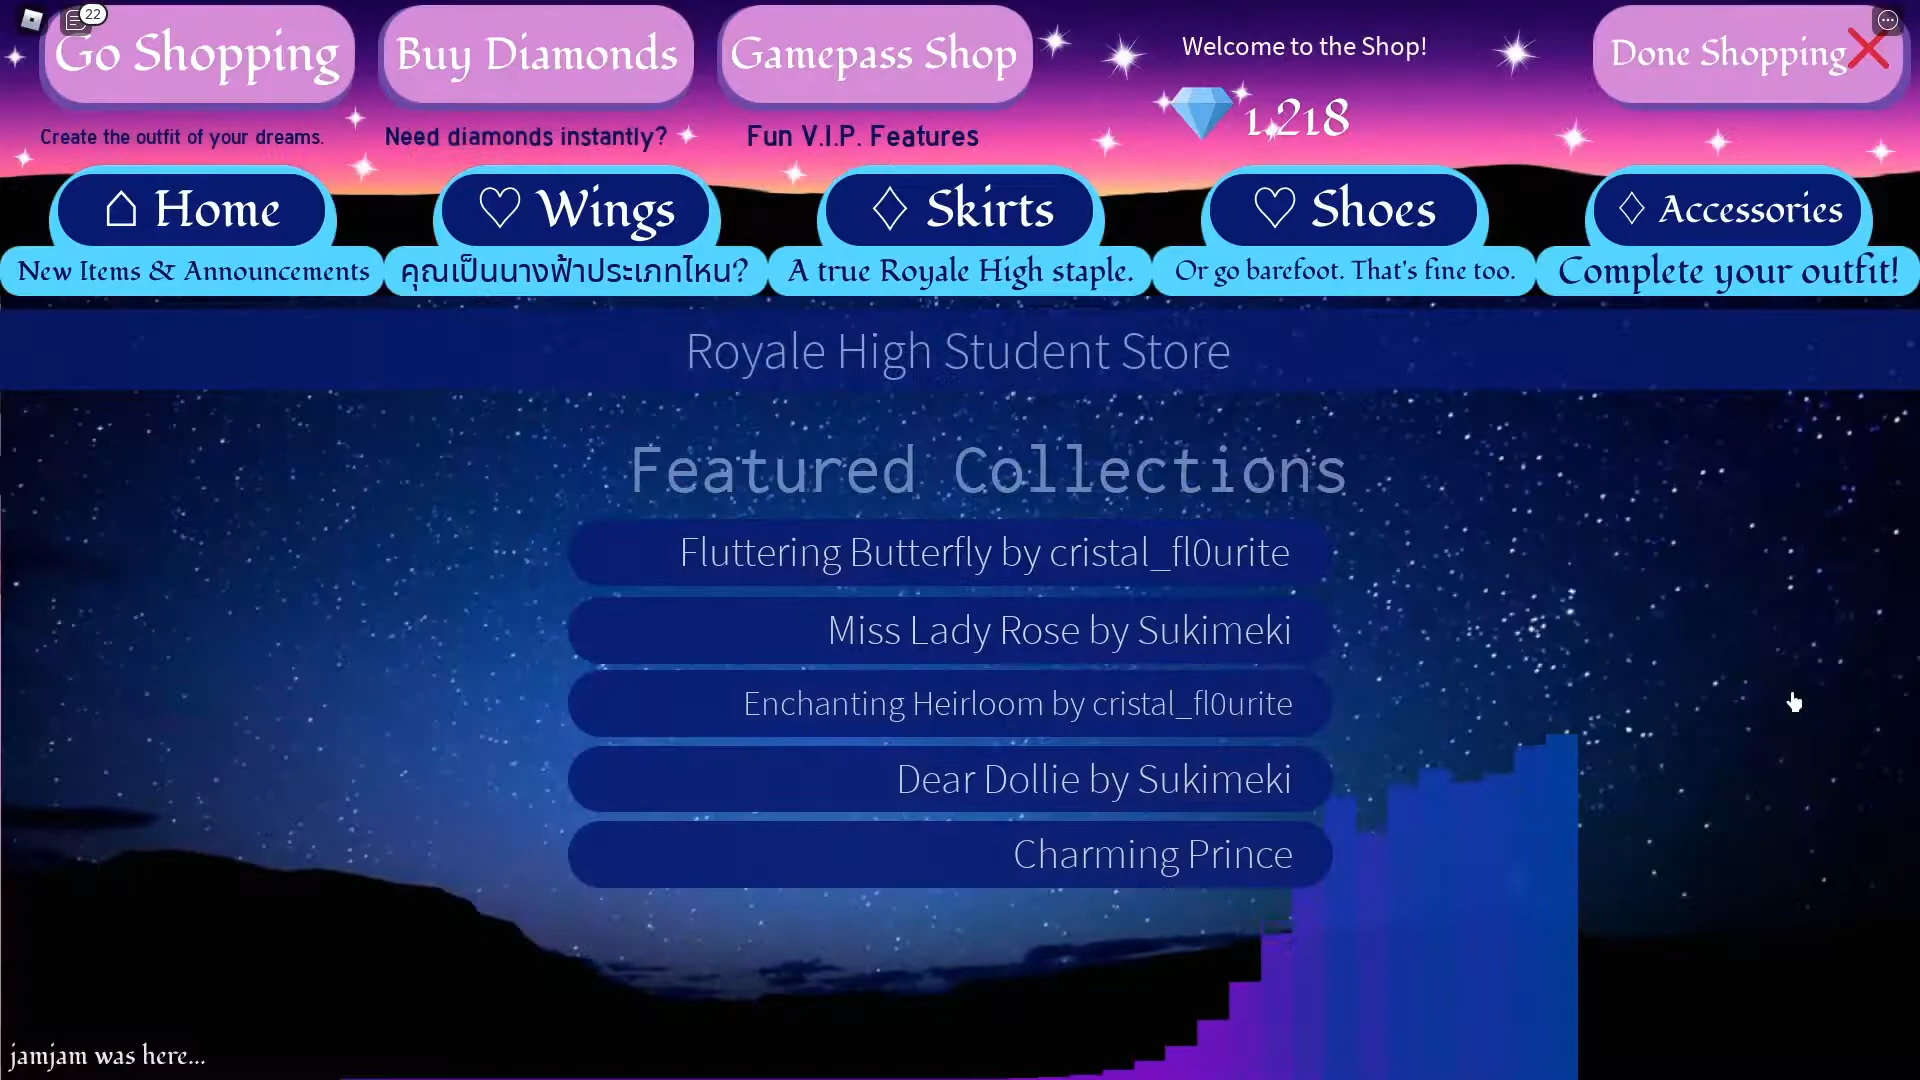 22
Go Shopping
Buy Diamonds
Gamepass Shop
Welcome to the Shop!
Done Shopping
1,218
Create the outfit of your dreams.
Need diamonds instantly?
Fun V.I.P. Features
Home
Wings
Skirts
Shoes
Accessories
New Items & Announcements
คุณเป็นนางฟ้าประเภทไหน?
A true Royale High staple.
Or go barefoot. That's fine too.
Complete your outfit!
Royale High Student Store
Featured Collections
Fluttering Butterfly by cristal_fl0urite
Miss Lady Rose by Sukimeki
Enchanting Heirloom by cristal_fl0urite
Dear Dollie by Sukimeki
Charming Prince
jamjam was here...